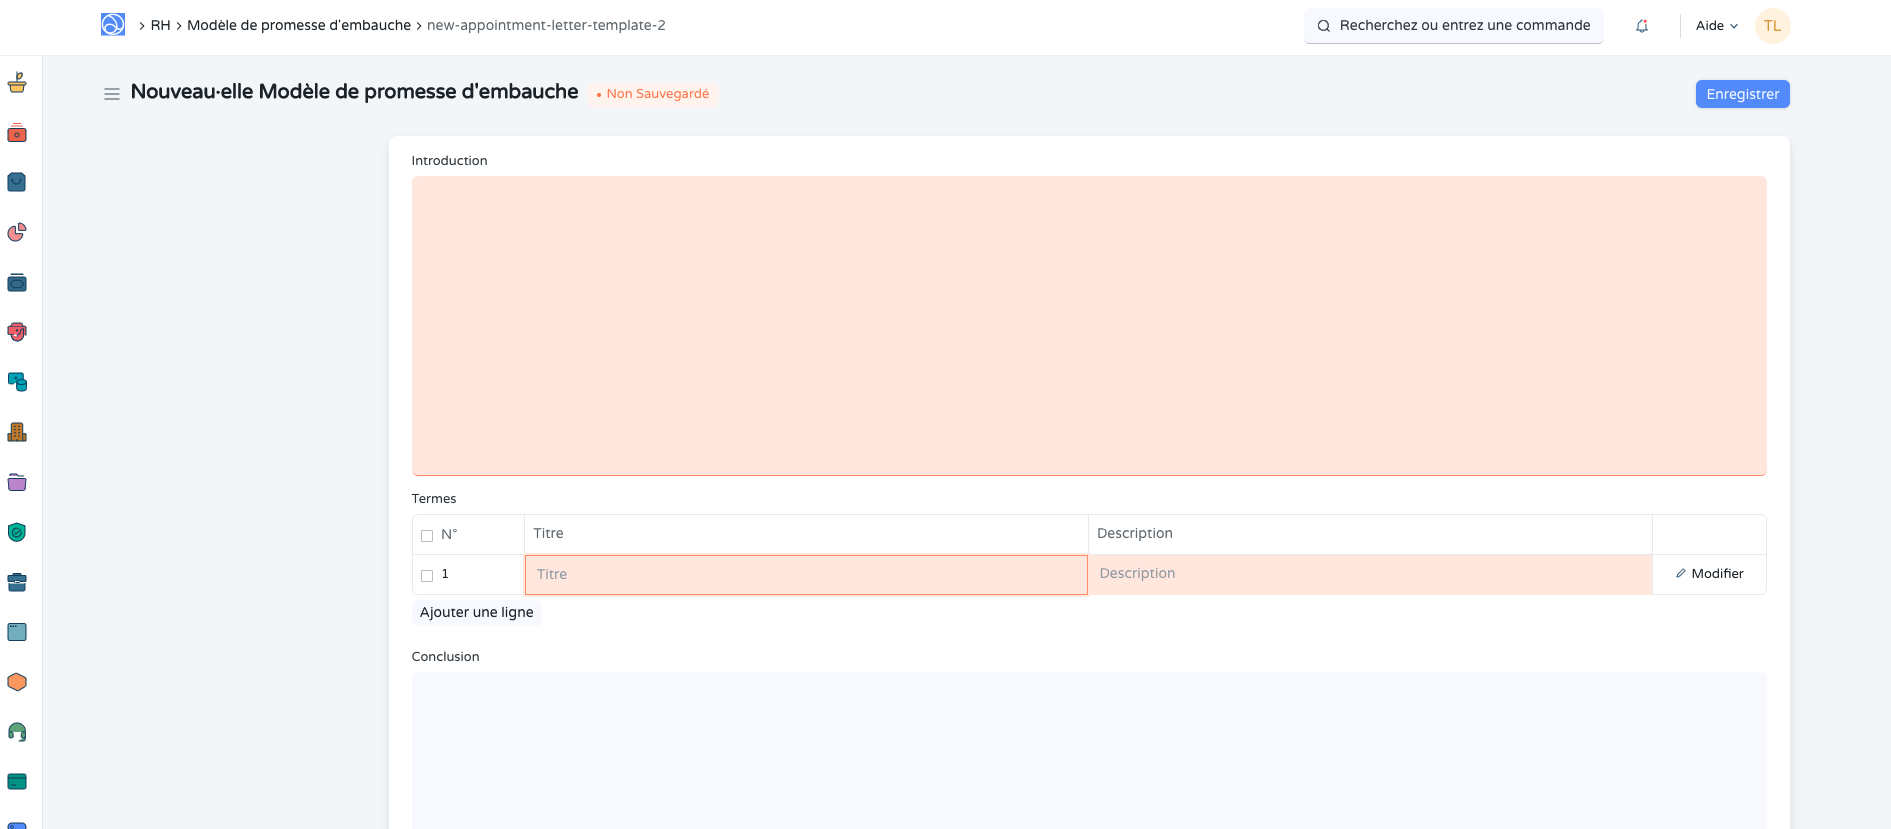 RH Modèle de promesse d'embauche new-appointment-letter-template-2 Recherchez ou entrez une commande Aide TL
Nouveau·elle Modèle de promesse d'embauche • Non Sauvegardé Enregistrer
Introduction
Termes
N° Titre Description
1 Titre Description Modifier
Ajouter une ligne
Conclusion